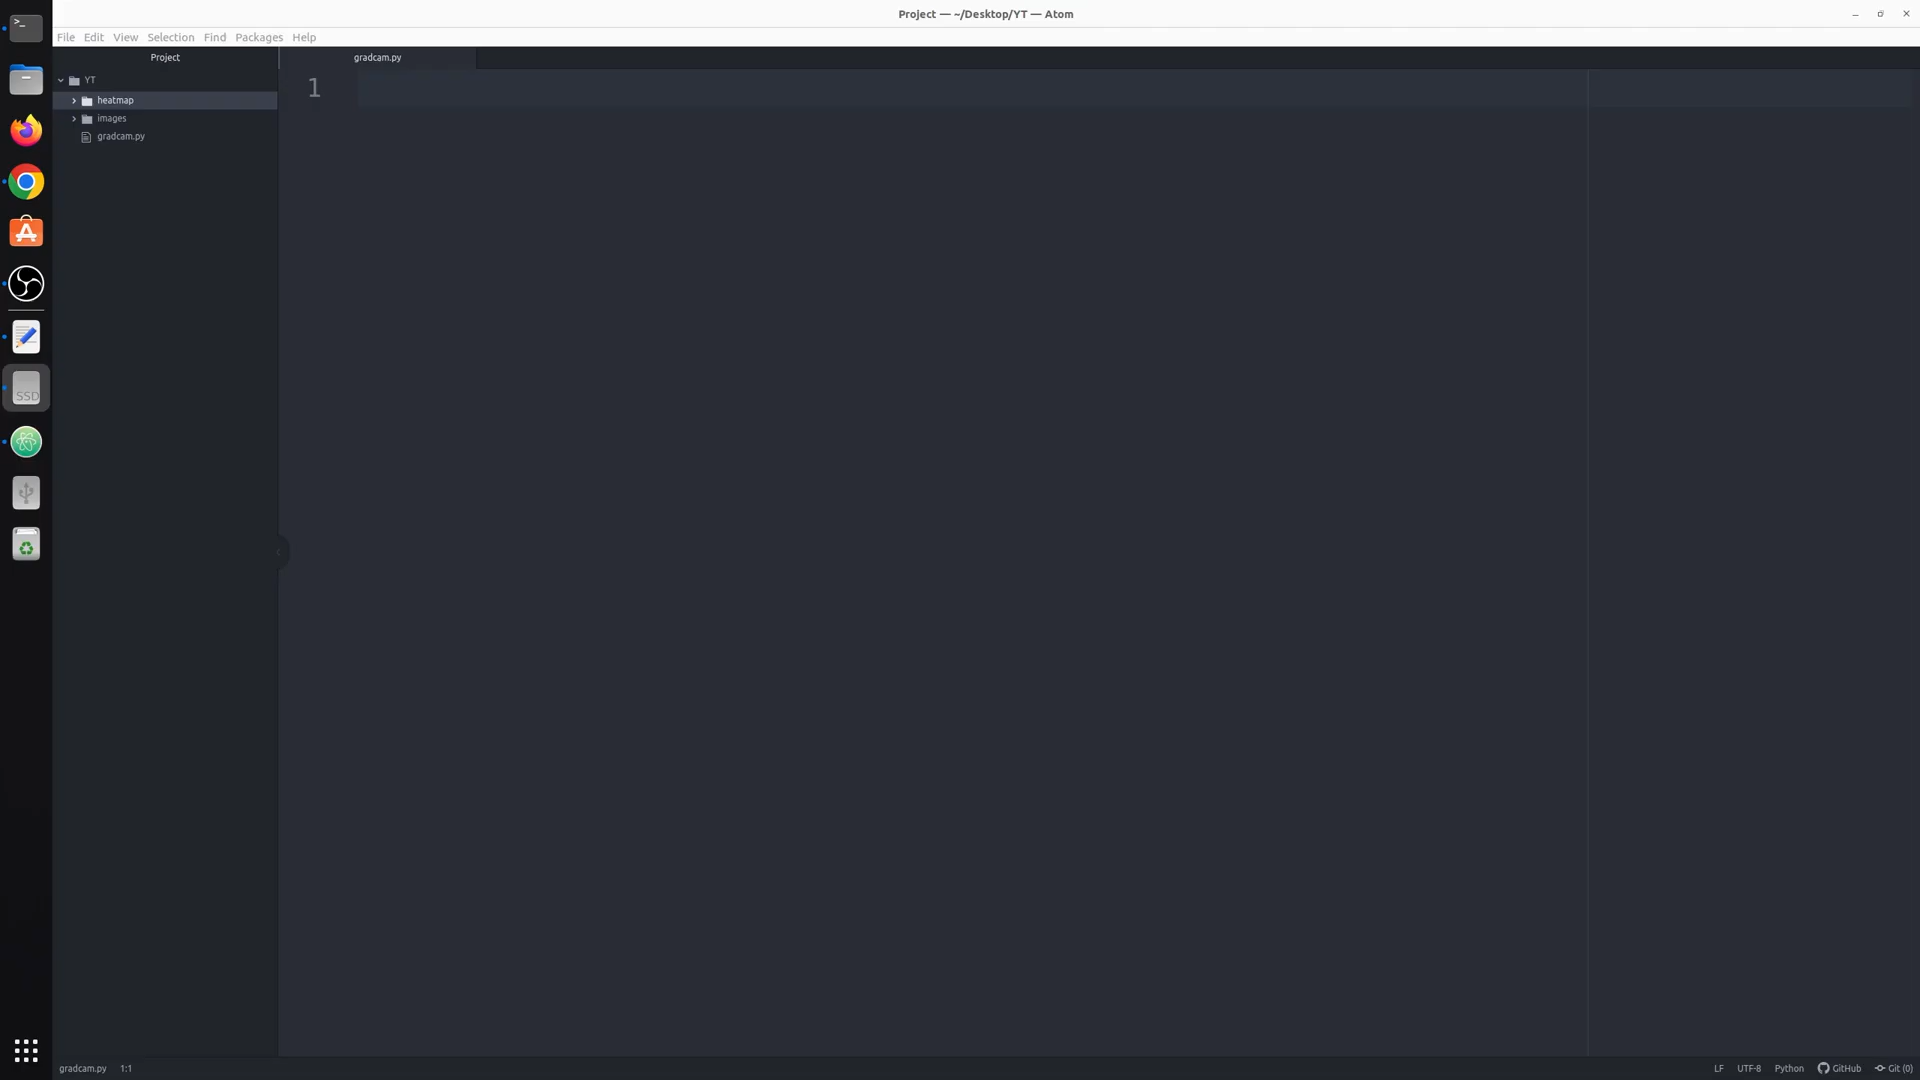 Project — ~/Desktop/YT — Atom
File Edit View Selection Find Packages Help
Project
gradcam.py
YT
1
heatmap
images
gradcam.py
SSD
gradcam.py 1:1
LF UTF-8 Python GitHub Git (0)